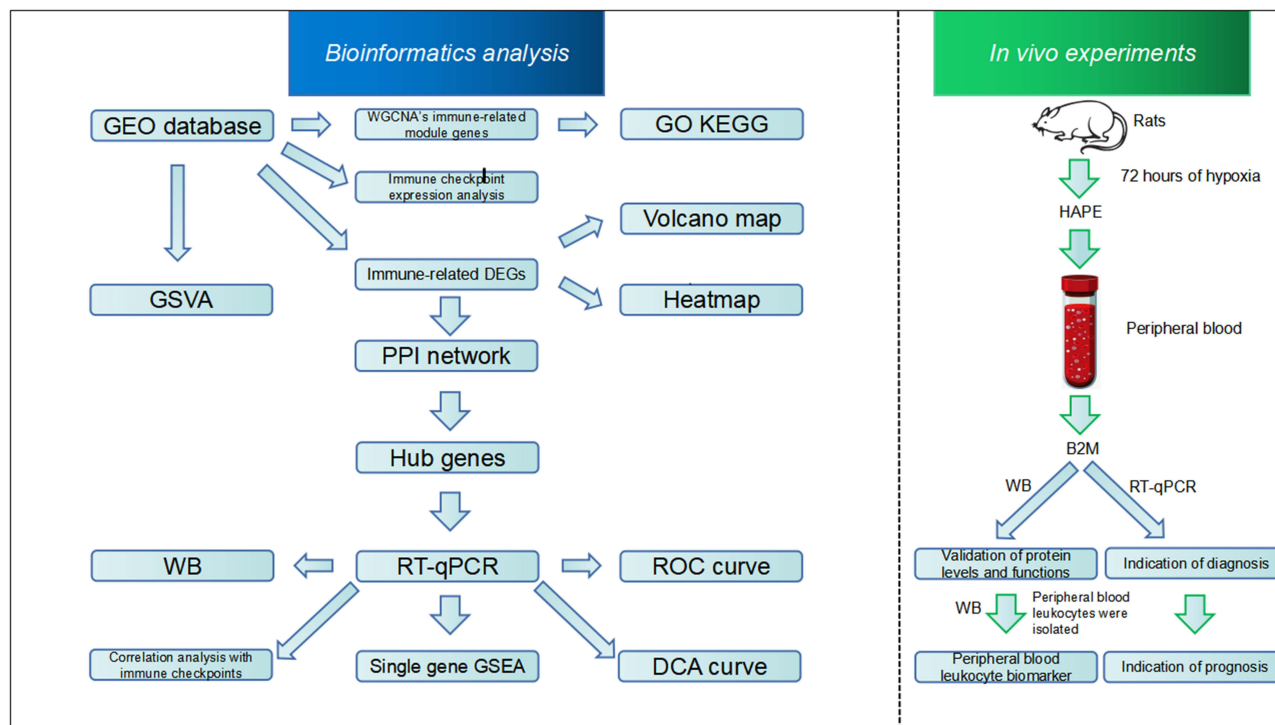 Bioinformatics analysis
GEO database
WGCNA's immune-related
module genes
GO KEGG
Immune checkpoint
expression analysis
Volcano map
Immune-related DEGs
GSVA
Heatmap
PPI network
Hub genes
WB
RT-qPCR
ROC curve
Correlation analysis with
immune checkpoints
Single gene GSEA
DCA curve
In vivo experiments
Rats
72 hours of hypoxia
HAPE
Peripheral blood
B2M
WB
RT-qPCR
Validation of protein
levels and functions
Indication of diagnosis
WB
Peripheral blood
leukocytes were
isolated
Peripheral blood
leukocyte biomarker
Indication of prognosis